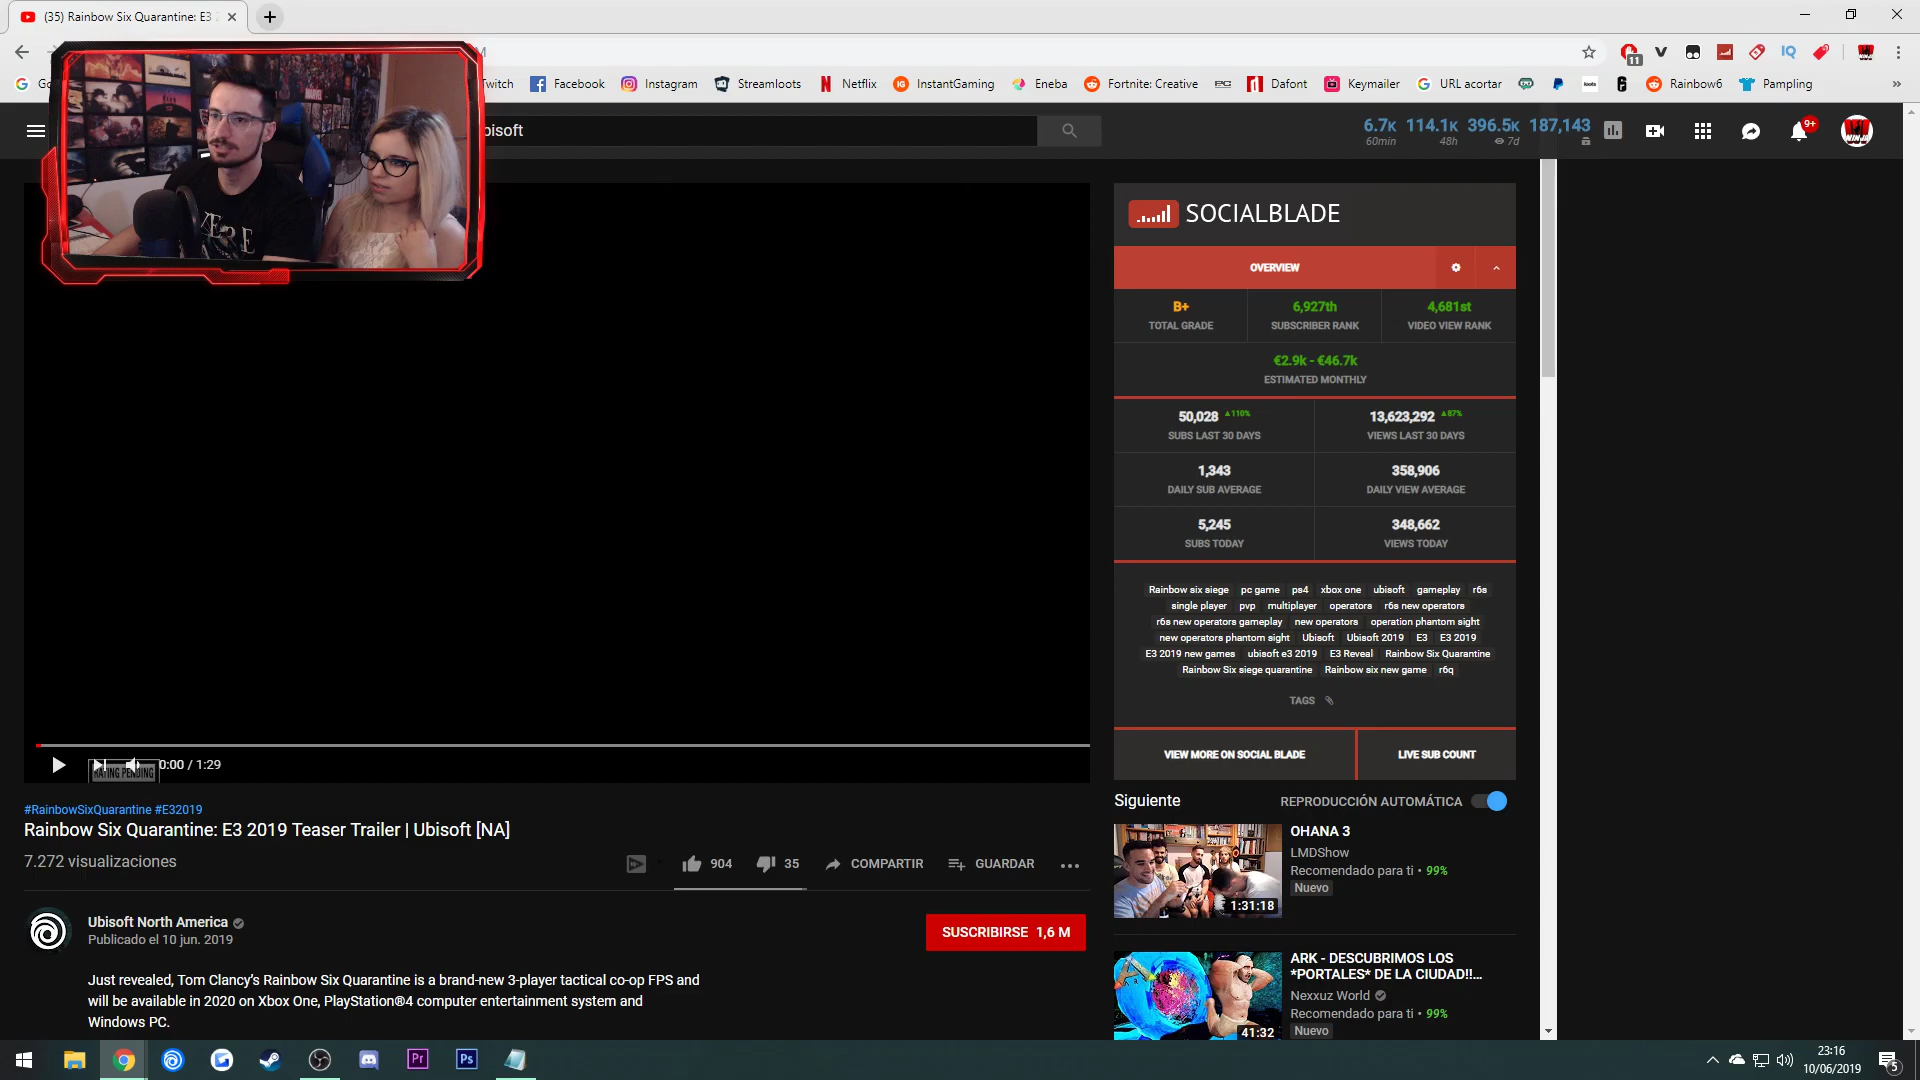 (35) Rainbow Six Quarantine: E3 2
Go
Twitch
Facebook
Instagram
Streamloots
Netflix
InstantGaming
Eneba
Fortnite: Creative
Dafont
Keymailer
URL acortar
Rainbow6
Pampling
»
11
IQ
bisoft
6.7K 60min
114.1K 48h
396.5K 7d
187,143
9+
SOCIALBLADE
OVERVIEW
B+
TOTAL GRADE
6,927th
SUBSCRIBER RANK
4,681st
VIDEO VIEW RANK
€2.9k - €46.7k
ESTIMATED MONTHLY
50,028 ▲110%
SUBS LAST 30 DAYS
13,623,292 ▲87%
VIEWS LAST 30 DAYS
1,343
DAILY SUB AVERAGE
358,906
DAILY VIEW AVERAGE
5,245
SUBS TODAY
348,662
VIEWS TODAY
Rainbow six siege pc game ps4 xbox one ubisoft gameplay r6s
single player pvp multiplayer operators r6s new operators
r6s new operators gameplay new operators operation phantom sight
new operators phantom sight Ubisoft Ubisoft 2019 E3 E3 2019
E3 2019 new games ubisoft e3 2019 E3 Reveal Rainbow Six Quarantine
Rainbow Six siege quarantine Rainbow six new game r6q
TAGS
VIEW MORE ON SOCIAL BLADE
LIVE SUB COUNT
RATING PENDING
0:00 / 1:29
#RainbowSixQuarantine #E32019
Rainbow Six Quarantine: E3 2019 Teaser Trailer | Ubisoft [NA]
7.272 visualizaciones
904
35
COMPARTIR
GUARDAR
Ubisoft North America
Publicado el 10 jun. 2019
SUSCRIBIRSE 1,6 M
Just revealed, Tom Clancy's Rainbow Six Quarantine is a brand-new 3-player tactical co-op FPS and
will be available in 2020 on Xbox One, PlayStation®4 computer entertainment system and
Windows PC.
Siguiente
REPRODUCCIÓN AUTOMÁTICA
OHANA 3
LMDShow
Recomendado para ti • 99%
Nuevo
1:31:18
ARK - DESCUBRIMOS LOS
*PORTALES* DE LA CIUDAD!!...
Nexxuz World
Recomendado para ti • 99%
Nuevo
41:32
Pr
Ps
23:16
10/06/2019
5